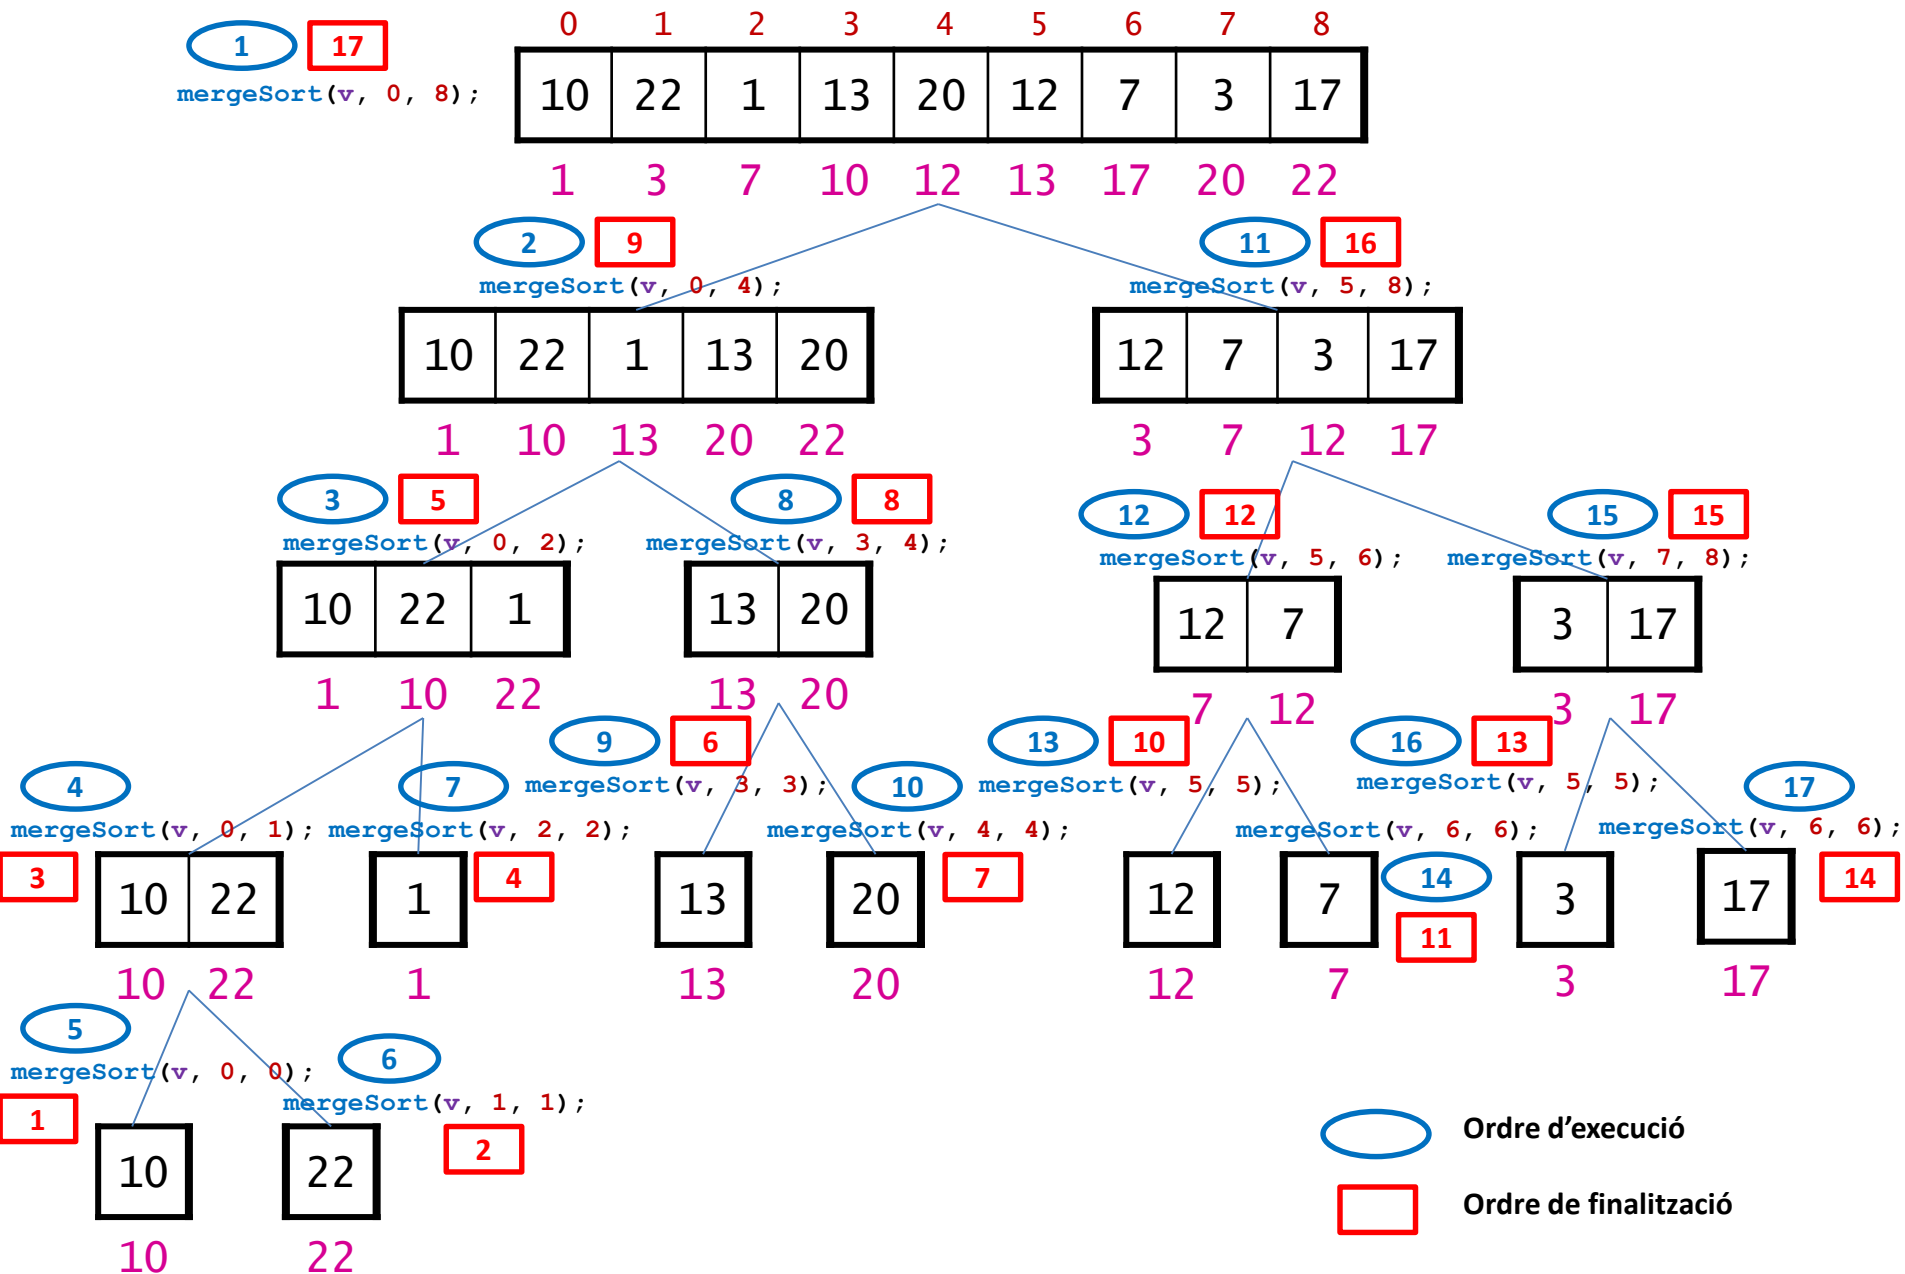 0 1 2 3 4 5 6 7 8
1 17
mergeSort(v, 0, 8);
10 22 1 13 20 12 7 3 17
1 3 7 10 12 13 17 20 22
2 9
mergeSort(v, 0, 4);
10 22 1 13 20
1 10 13 20 22
11 16
mergeSort(v, 5, 8);
12 7 3 17
3 7 12 17
3 5
mergeSort(v, 0, 2);
10 22 1
1 10 22
8 8
mergeSort(v, 3, 4);
13 20
13 20
12 12
mergeSort(v, 5, 6);
12 7
7 12
15 15
mergeSort(v, 7, 8);
3 17
3 17
4
mergeSort(v, 0, 1);
3
10 22
10 22
7
mergeSort(v, 2, 2);
1
4
1
9 6
mergeSort(v, 3, 3);
13
13
10
mergeSort(v, 4, 4);
20
7
20
13 10
mergeSort(v, 5, 5);
12
12
mergeSort(v, 6, 6);
7
14
11
7
16 13
mergeSort(v, 5, 5);
3
3
17
mergeSort(v, 6, 6);
17
14
17
5
mergeSort(v, 0, 0);
1
10
10
6
mergeSort(v, 1, 1);
22
2
22
Ordre d'execució
Ordre de finalització